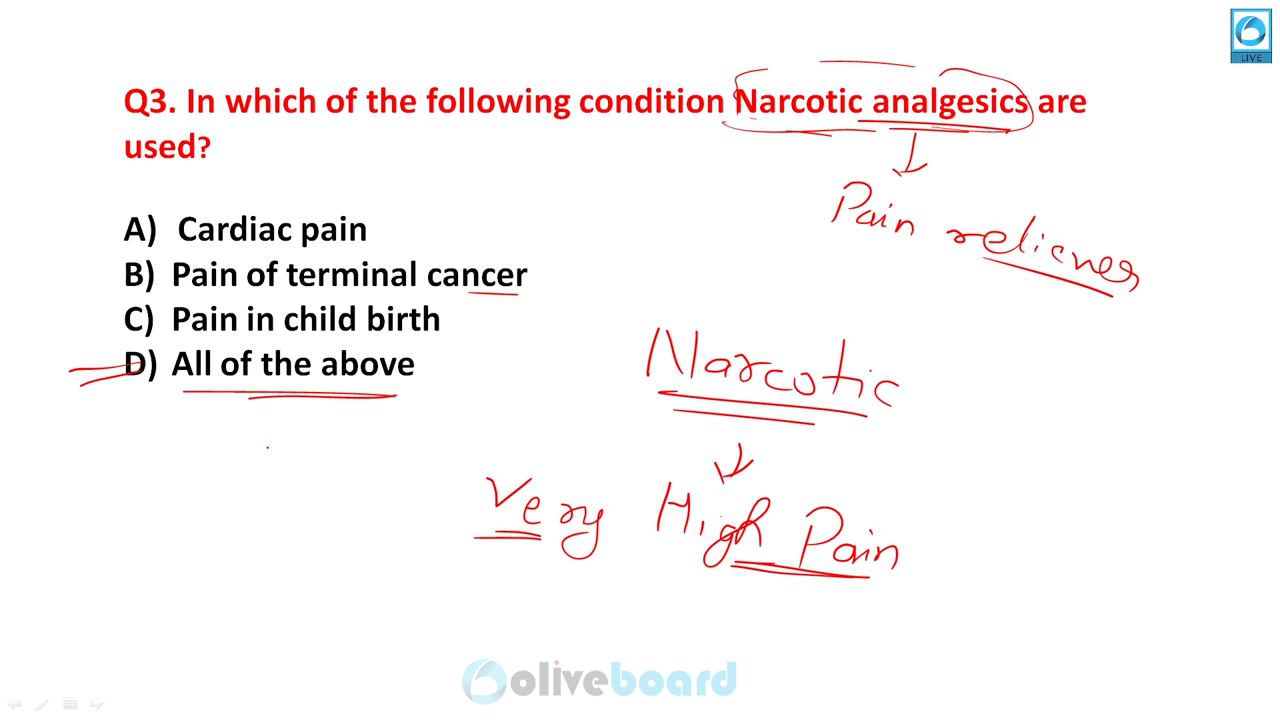 LIVE
Q3. In which of the following condition Narcotic analgesics are
used?
Pain reliever
A) Cardiac pain
B) Pain of terminal cancer
C) Pain in child birth
D) All of the above
Narcotic
Very High Pain
oliveboard